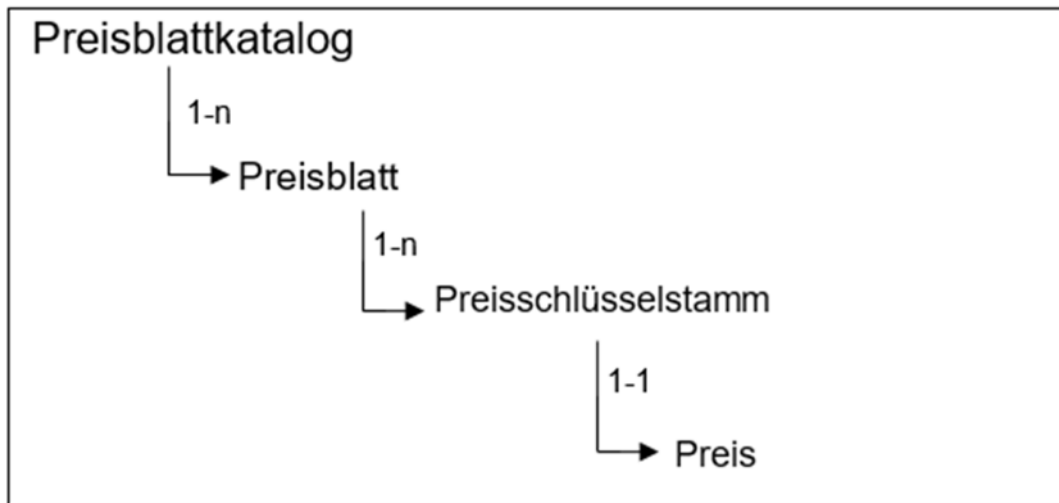 Preisblattkatalog
1-n
Preisblatt
1-n
Preisschlüsselstamm
1-1
Preis